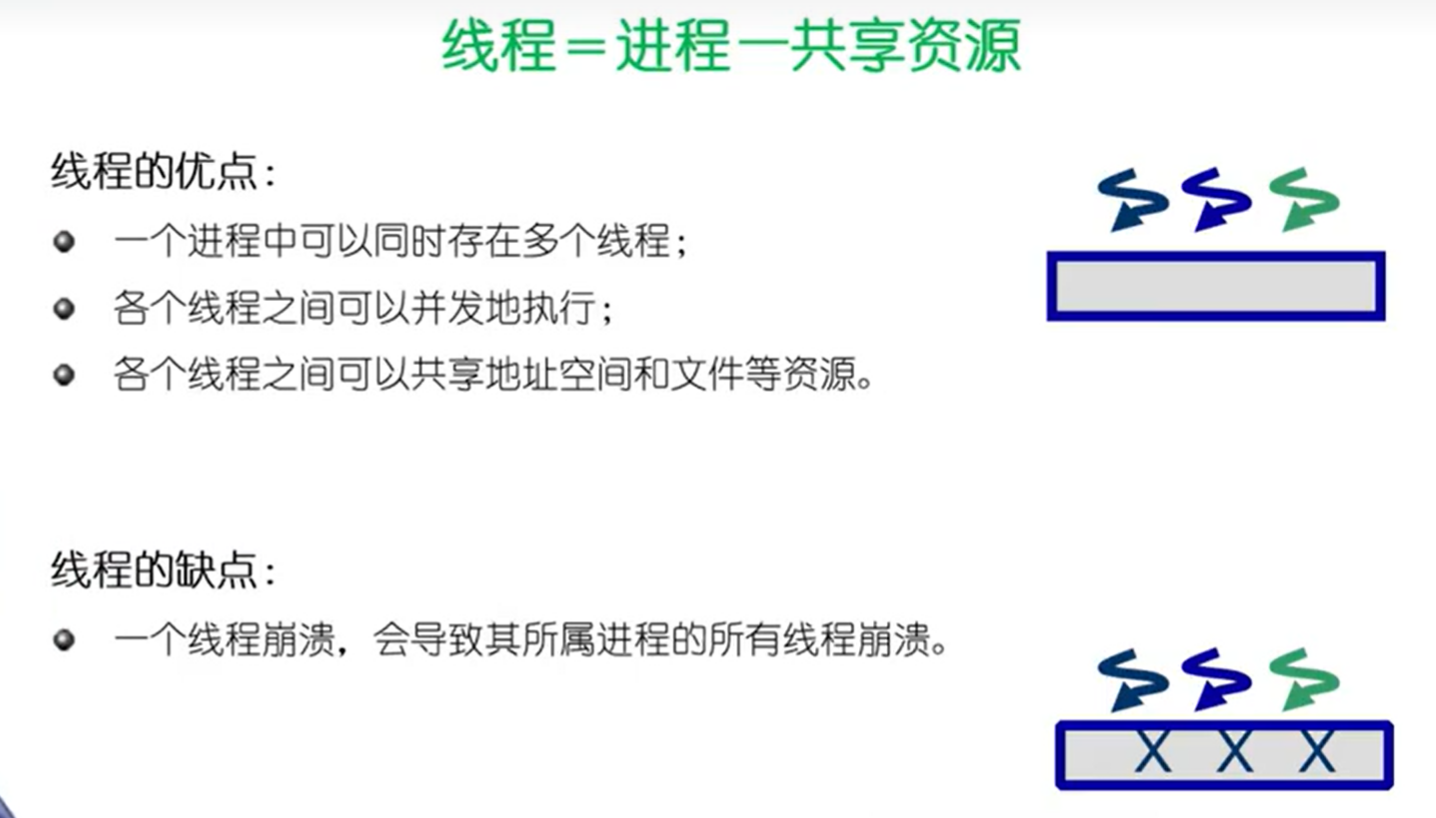 线程＝进程－共享资源
线程的优点：
一个进程中可以同时存在多个线程；
各个线程之间可以并发地执行；
各个线程之间可以共享地址空间和文件等资源。
线程的缺点：
一个线程崩溃，会导致其所属进程的所有线程崩溃。
X X X